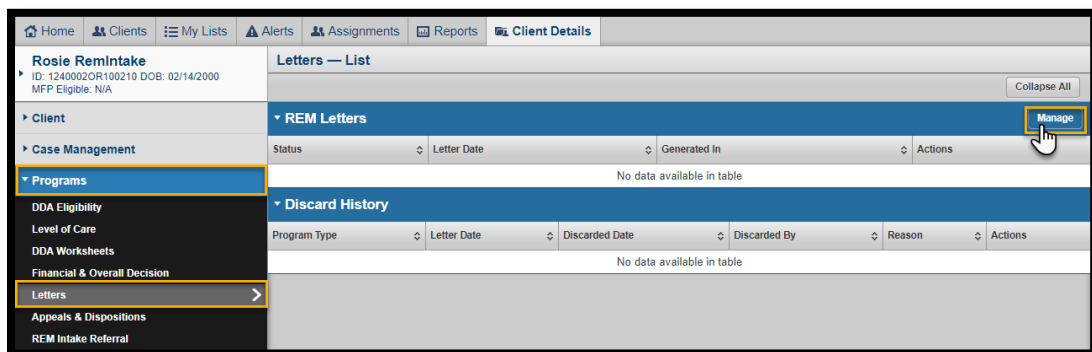 Home Clients My Lists Alerts Assignments Reports Client Details
Rosie RemIntake
ID: 1240002OR100210 DOB: 02/14/2000
MFP Eligible: N/A
Client
Case Management
Programs
DDA Eligibility
Level of Care
DDA Worksheets
Financial & Overall Decision
Letters
Appeals & Dispositions
REM Intake Referral
Letters — List
Collapse All
REM Letters Manage
Status Letter Date Generated In Actions
No data available in table
Discard History
Program Type Letter Date Discarded Date Discarded By Reason Actions
No data available in table